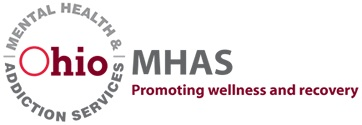 MENTAL HEALTH &
Ohio
ADDICTION SERVICES
MHAS
Promoting wellness and recovery